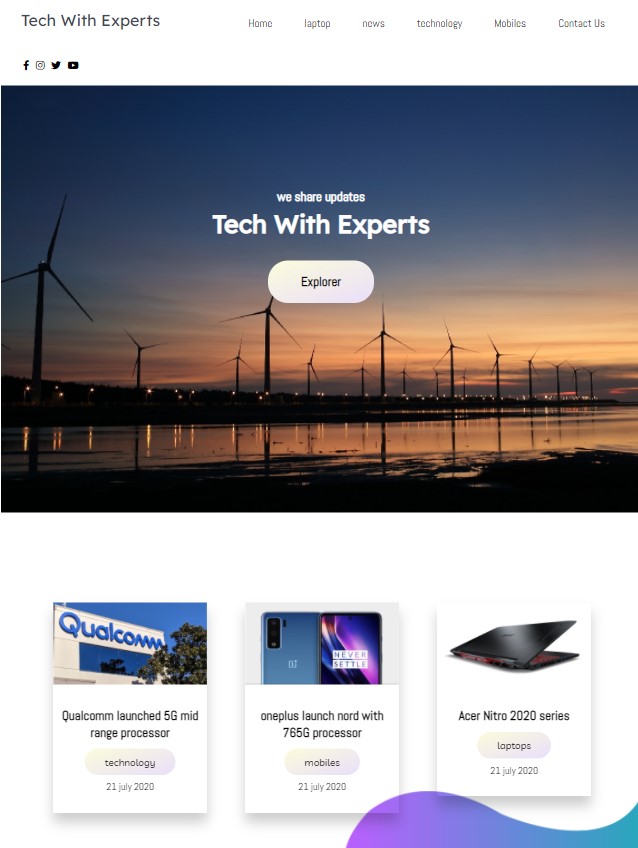 Tech With Experts
Home laptop news technology Mobiles Contact Us
we share updates
Tech With Experts
Explorer
Qualcomm
NEVER
SETTLE
Qualcomm launched 5G mid
range processor
technology
21 july 2020
oneplus launch nord with
765G processor
mobiles
21 july 2020
Acer Nitro 2020 series
laptops
21 july 2020